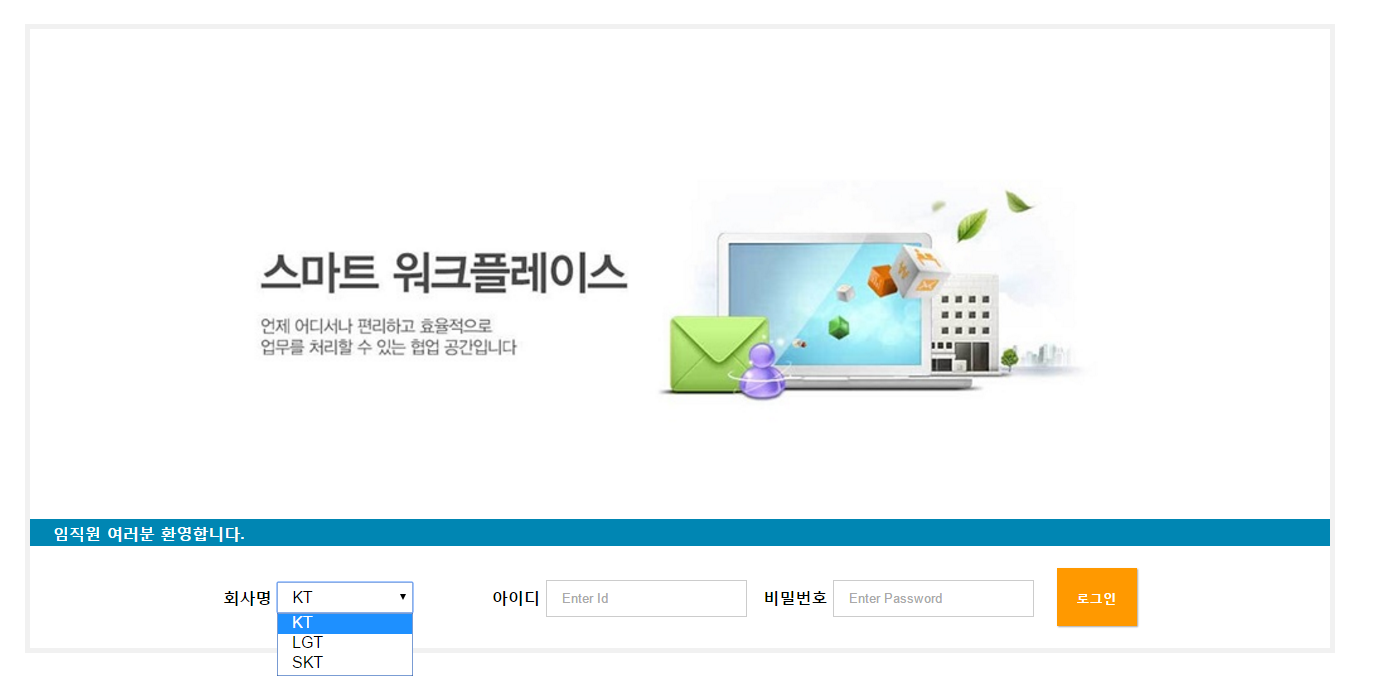 스마트 워크플레이스
언제 어디서나 편리하고 효율적으로
업무를 처리할 수 있는 협업 공간입니다
임직원 여러분 환영합니다.
회사명 KT 아이디 Enter Id 비밀번호 Enter Password 로그인
KT
LGT
SKT